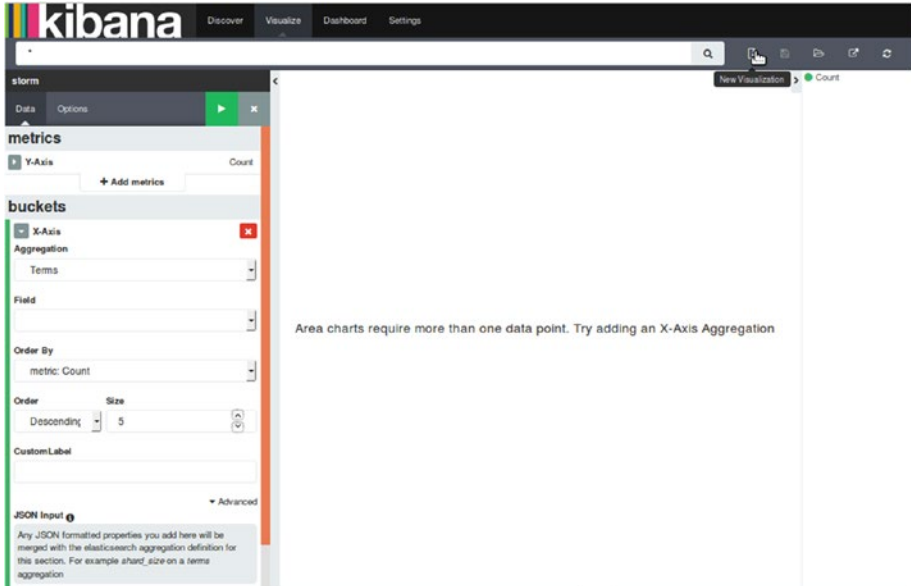 kibana
Discover Visualize Dashboard Settings
*
New Visualization
storm
Count
Data Options
metrics
Y-Axis Count
+ Add metrics
buckets
X-Axis
Aggregation
Terms
Field
Area charts require more than one data point. Try adding an X-Axis Aggregation
Order By
metric: Count
Order Size
Descending 5
Custom Label
Advanced
JSON Input
Any JSON formatted properties you add here will be
merged with the elasticsearch aggregation definition for
this section. For example shard_size on a terms
aggregation